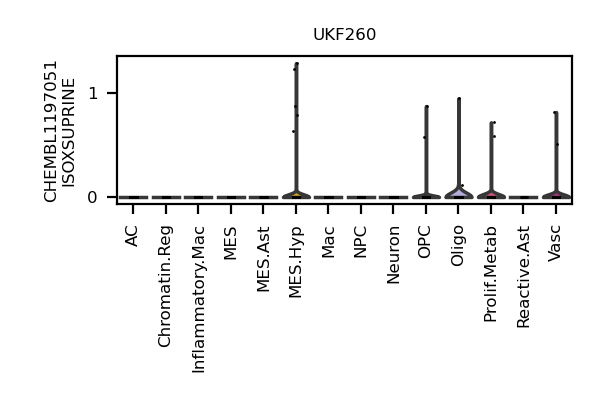 UKF260
CHEMBL1197051
ISOXSUPRINE
1
0
AC
Chromatin.Reg
Inflammatory.Mac
MES
MES.Ast
MES.Hyp
Mac
NPC
Neuron
OPC
Oligo
Prolif.Metab
Reactive.Ast
Vasc